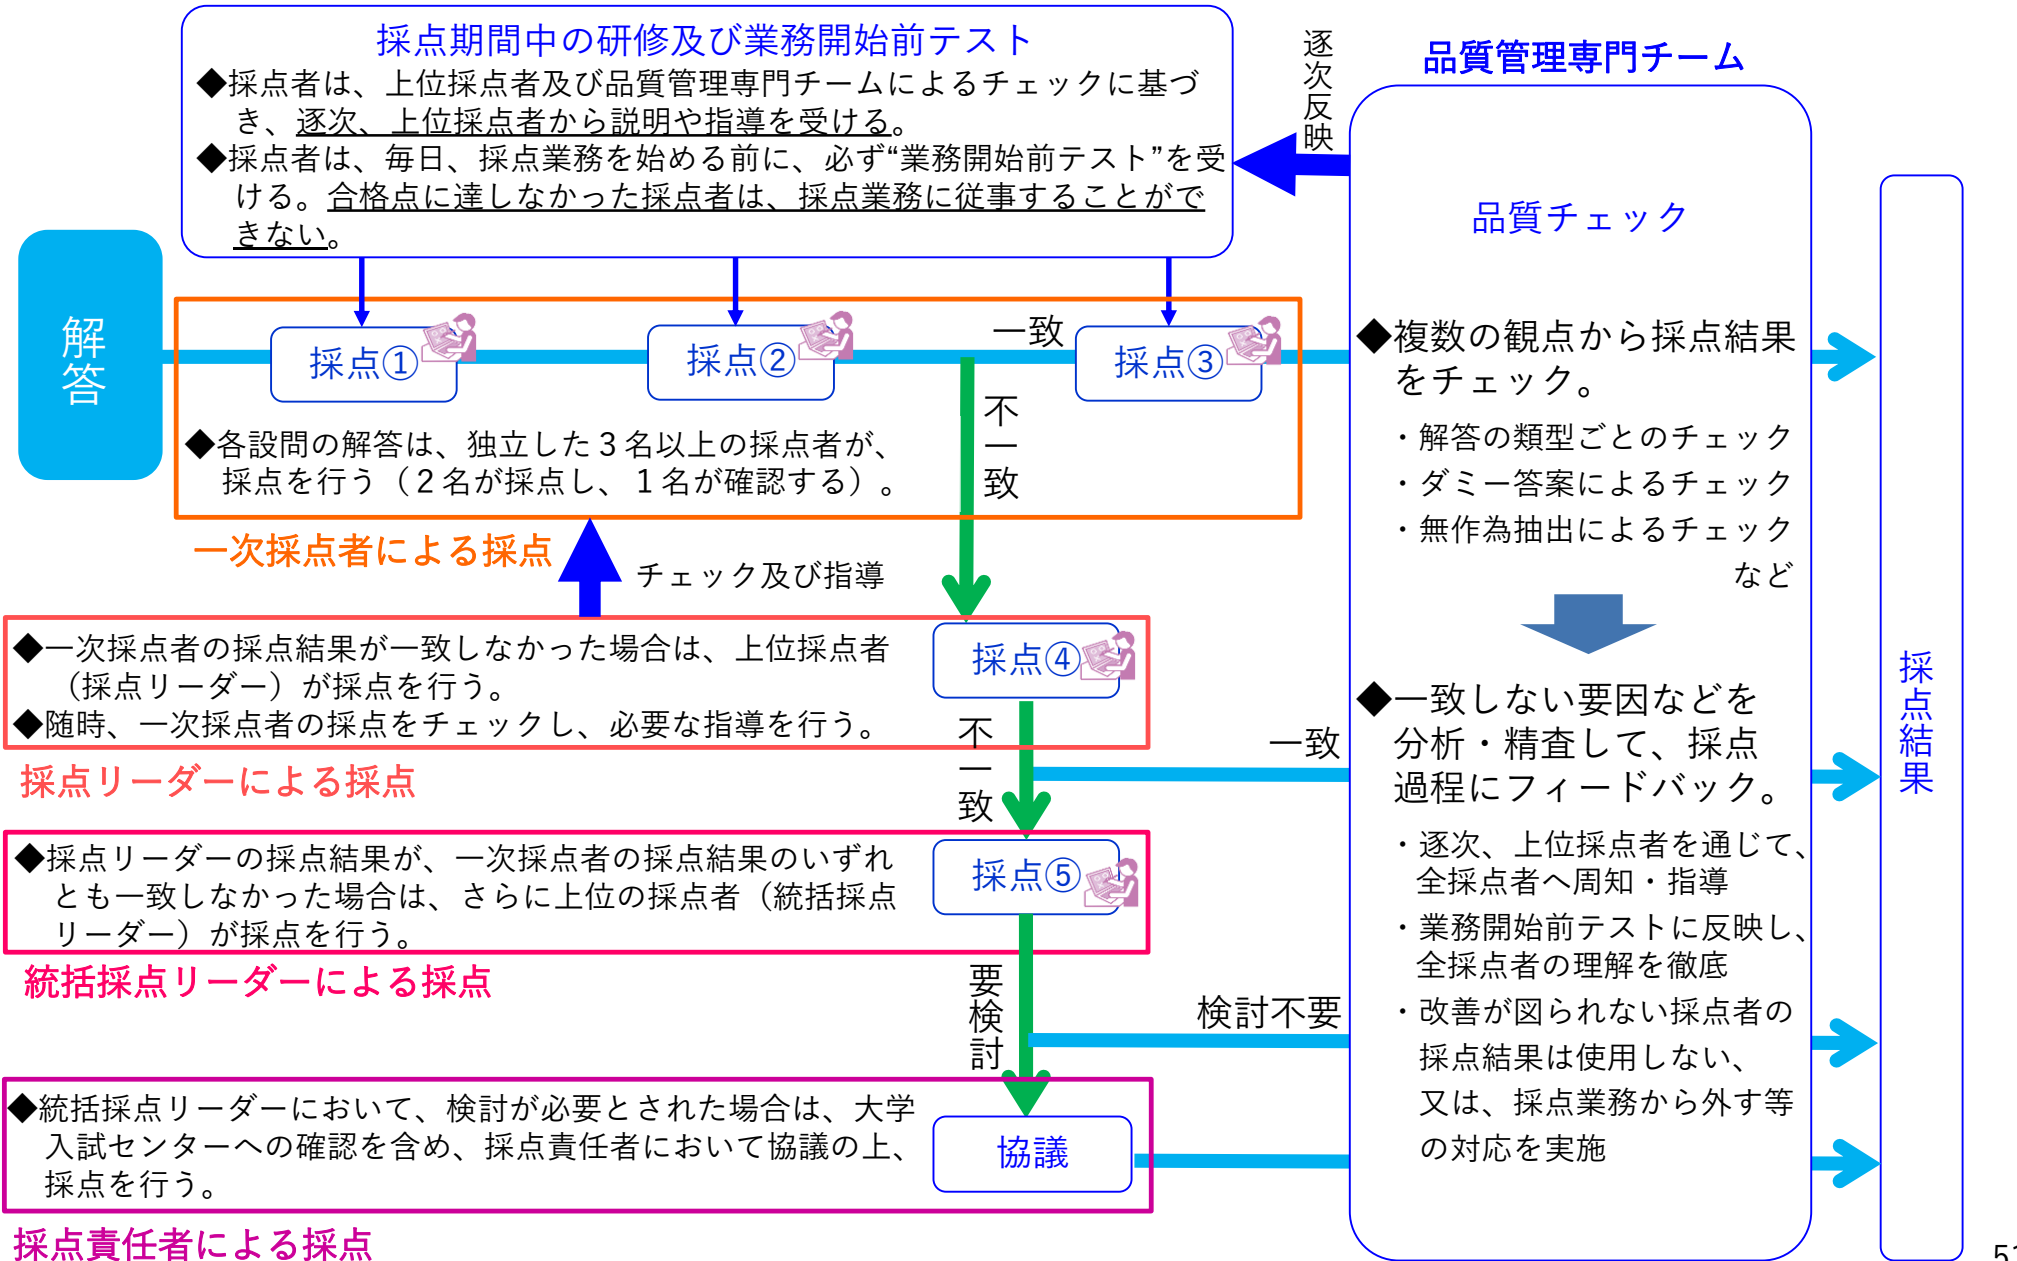 採点期間中の研修及び業務開始前テスト
◆採点者は、上位採点者及び品質管理専門チームによるチェックに基づ
き、逐次、上位採点者から説明や指導を受ける。
◆採点者は、毎日、採点業務を始める前に、必ず“業務開始前テスト”を受
ける。合格点に達しなかった採点者は、採点業務に従事することがで
きない。
逐次反映
品質管理専門チーム
品質チェック
解答
採点①
採点②
一致
採点③
不一致
◆各設問の解答は、独立した３名以上の採点者が、
採点を行う（２名が採点し、１名が確認する）。
一次採点者による採点
チェック及び指導
◆一次採点者の採点結果が一致しなかった場合は、上位採点者
（採点リーダー）が採点を行う。
◆随時、一次採点者の採点をチェックし、必要な指導を行う。
採点④
不一致
一致
採点リーダーによる採点
◆採点リーダーの採点結果が、一次採点者の採点結果のいずれ
とも一致しなかった場合は、さらに上位の採点者（統括採点
リーダー）が採点を行う。
採点⑤
統括採点リーダーによる採点
要検討
検討不要
◆統括採点リーダーにおいて、検討が必要とされた場合は、大学
入試センターへの確認を含め、採点責任者において協議の上、
採点を行う。
協議
採点責任者による採点
◆複数の観点から採点結果
をチェック。
・解答の類型ごとのチェック
・ダミー答案によるチェック
・無作為抽出によるチェック
など
◆一致しない要因などを
分析・精査して、採点
過程にフィードバック。
・逐次、上位採点者を通じて、
全採点者へ周知・指導
・業務開始前テストに反映し、
全採点者の理解を徹底
・改善が図られない採点者の
採点結果は使用しない、
又は、採点業務から外す等
の対応を実施
採点結果